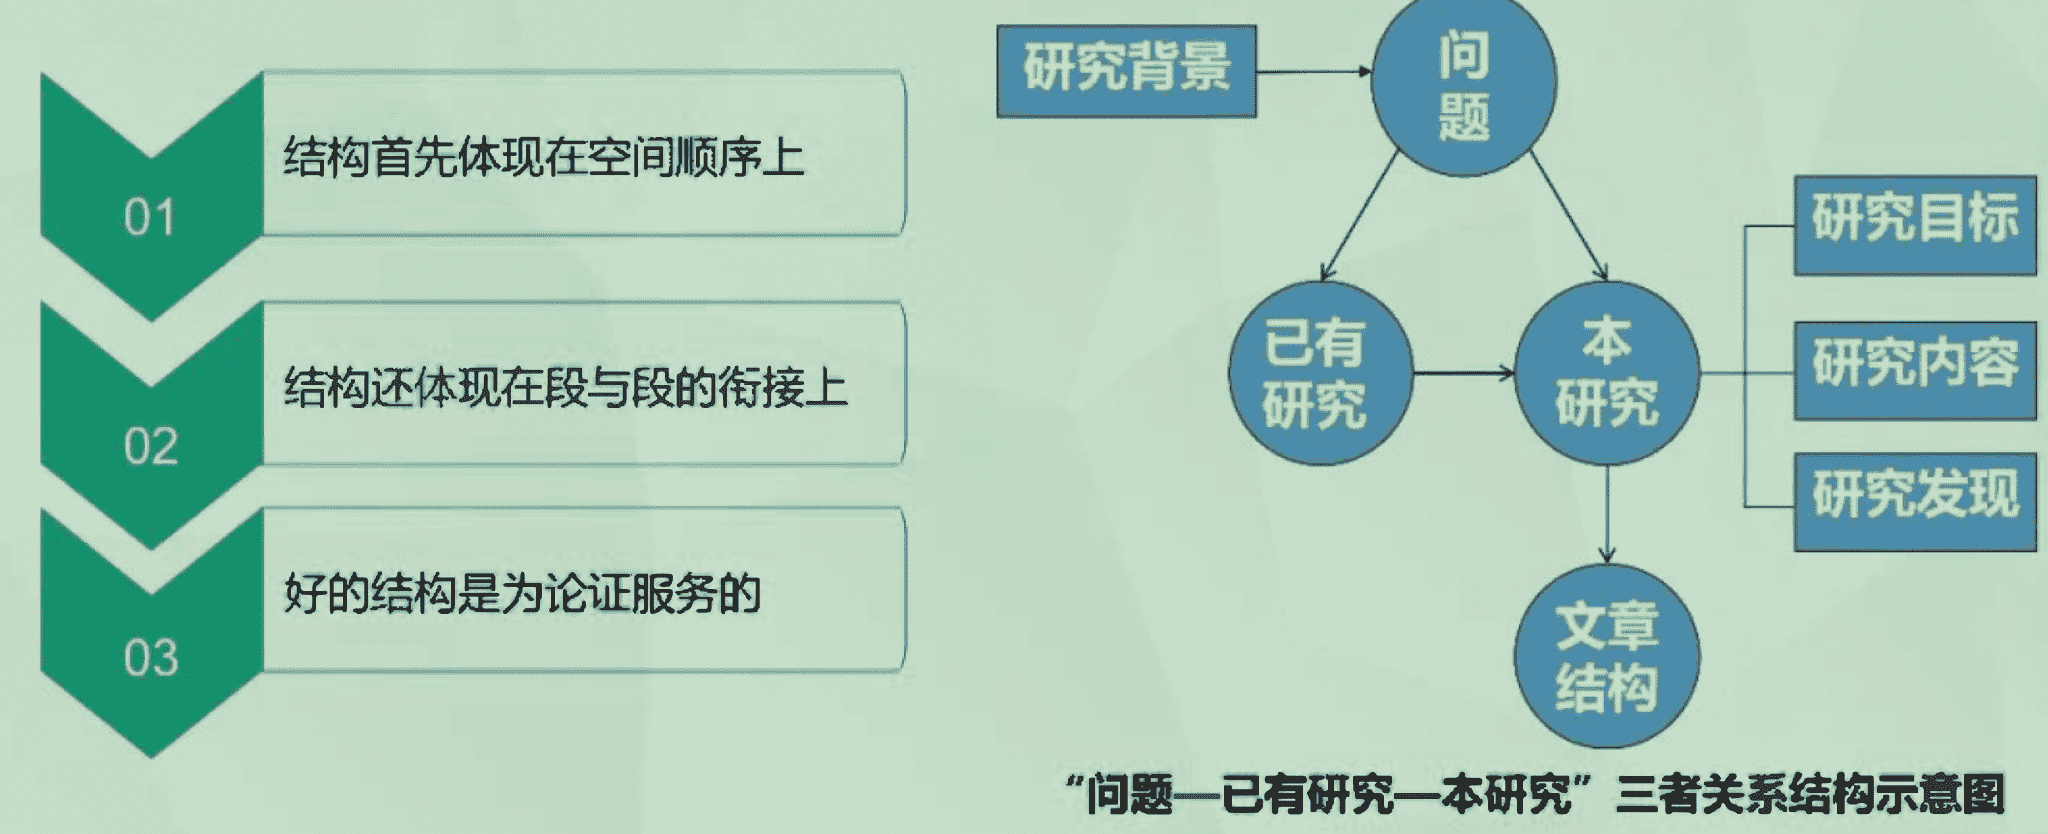 01
结构首先体现在空间顺序上
02
结构还体现在段与段的衔接上
03
好的结构是为论证服务的
研究背景
问
题
已有
研究
本
研究
研究目标
研究内容
研究发现
文章
结构
“问题—已有研究—本研究”三者关系结构示意图